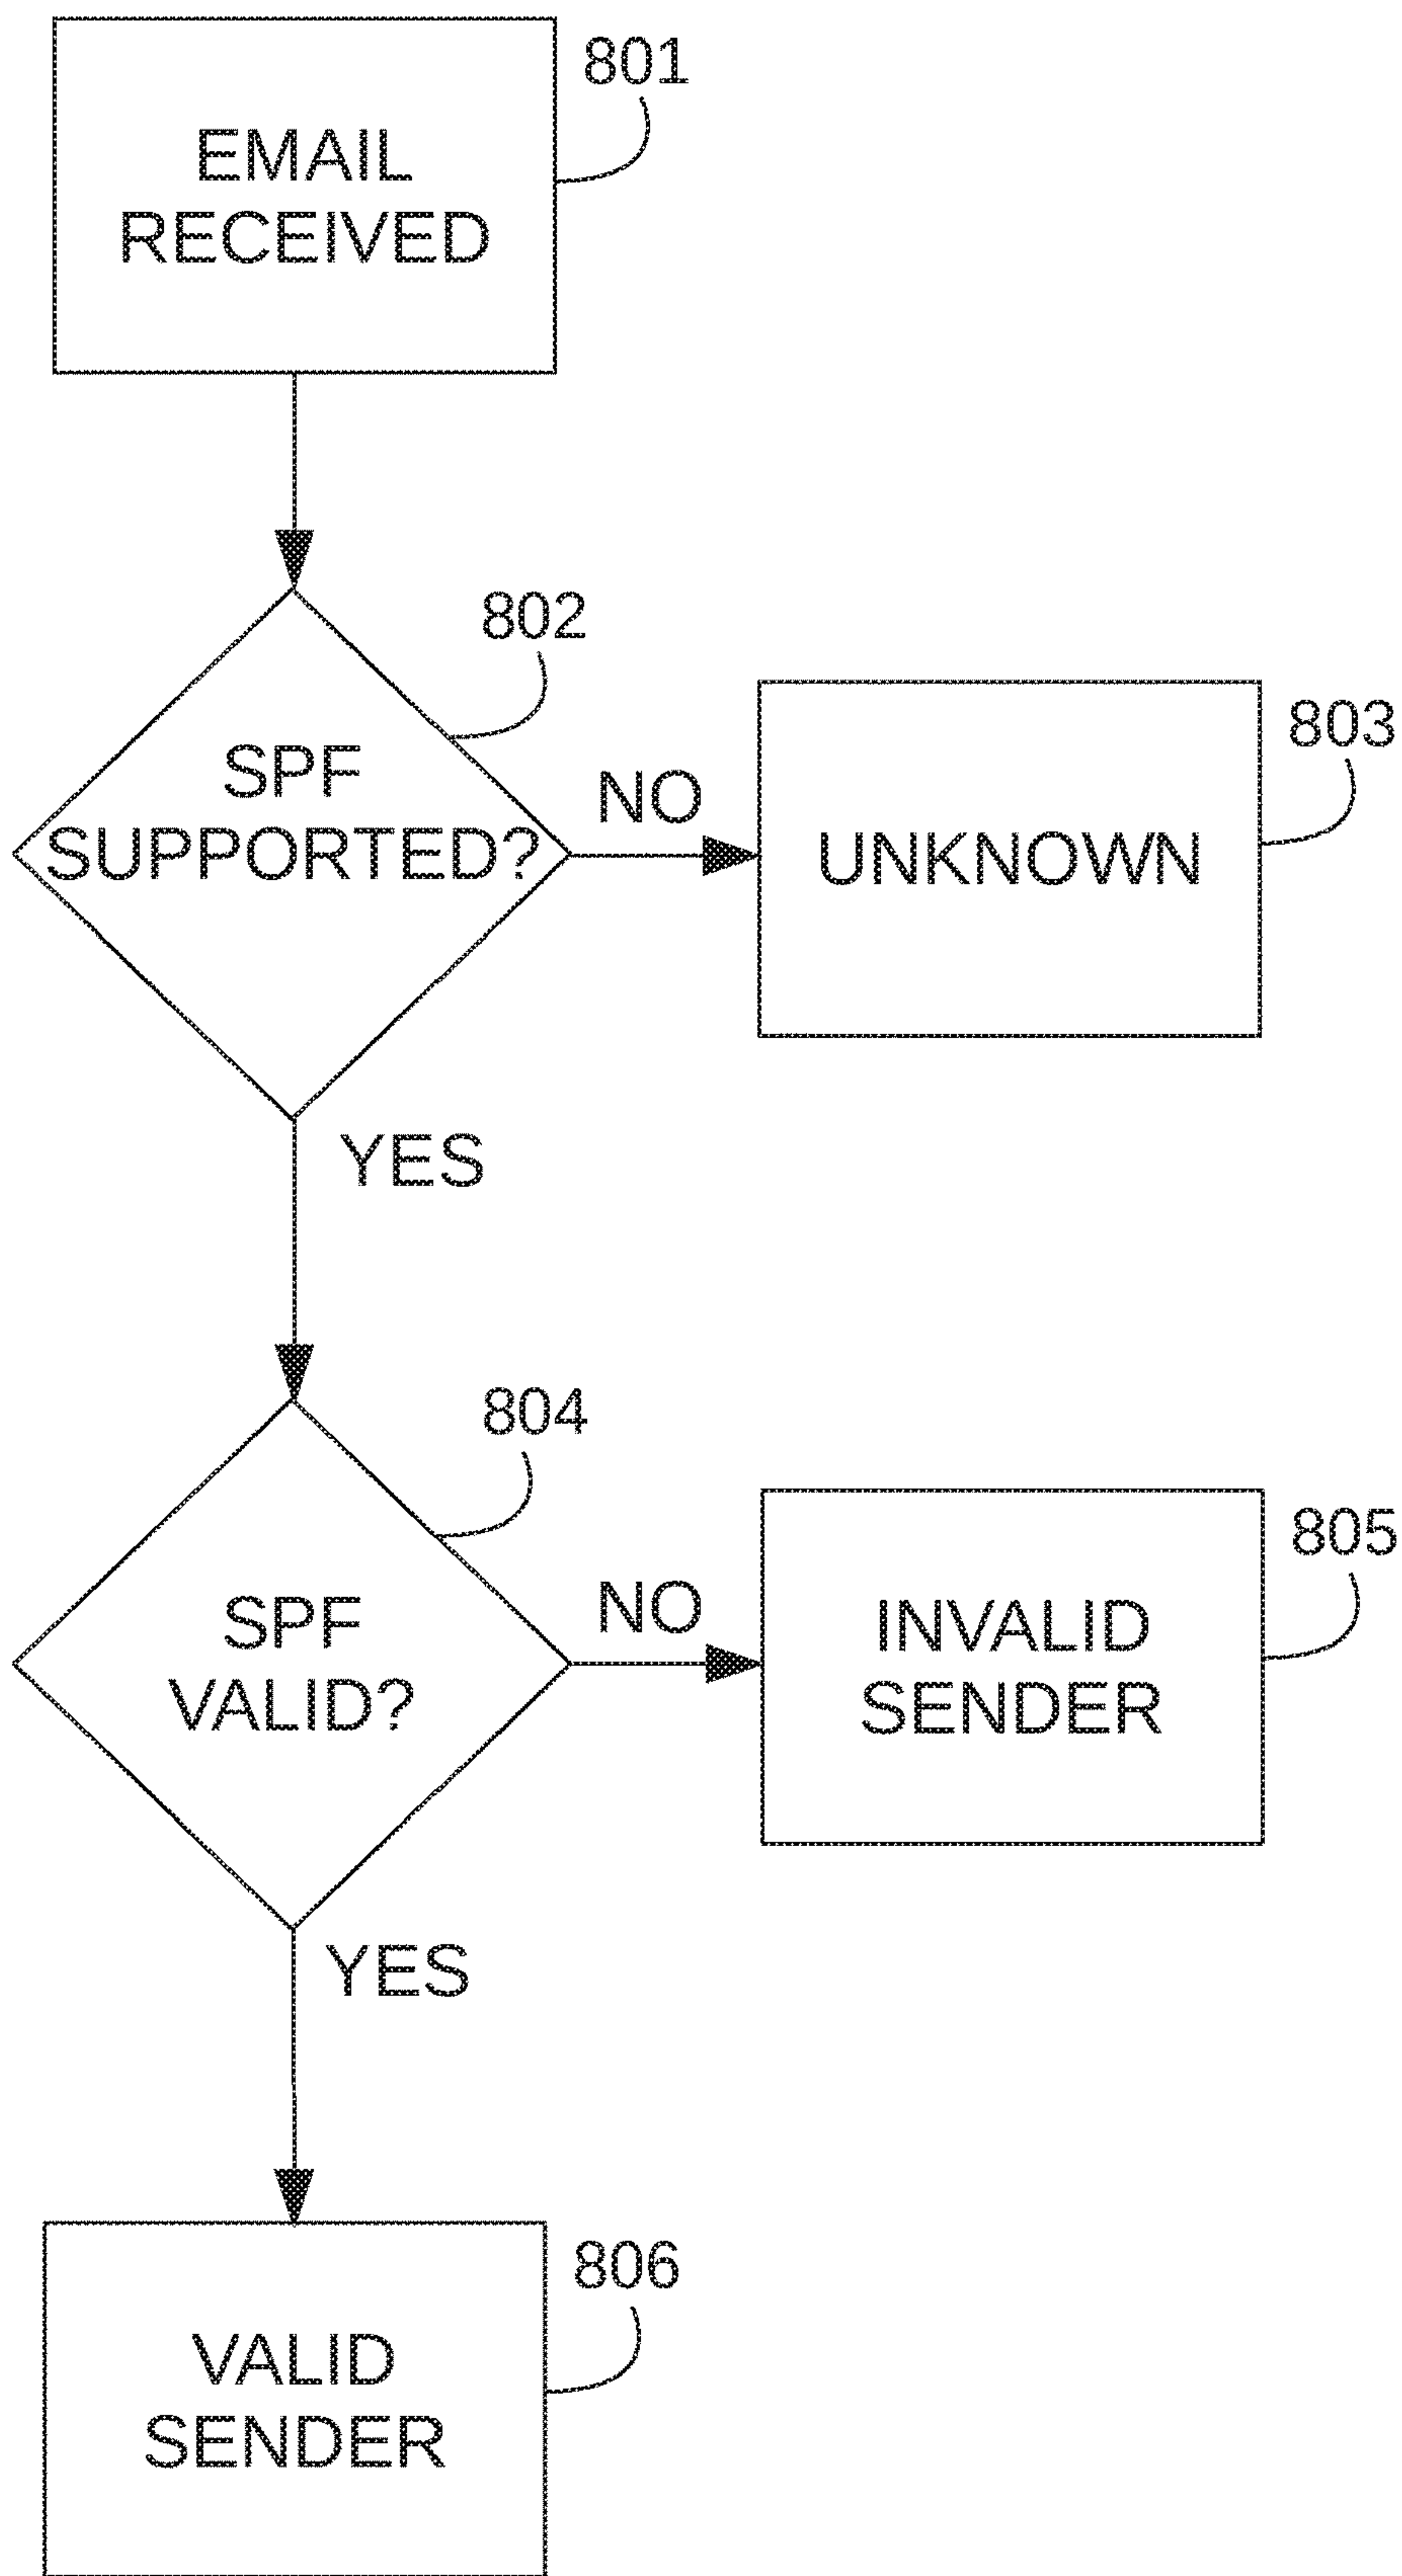 801
EMAIL
RECEIVED
802
SPF
SUPPORTED?
NO
803
UNKNOWN
YES
804
SPF
VALID?
NO
805
INVALID
SENDER
YES
806
VALID
SENDER